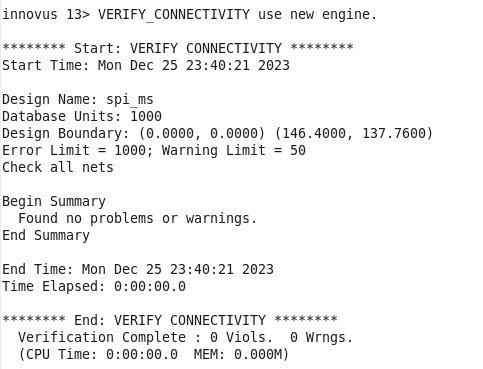 innovus 13> VERIFY_CONNECTIVITY use new engine.

******** Start: VERIFY CONNECTIVITY ********
Start Time: Mon Dec 25 23:40:21 2023

Design Name: spi_ms
Database Units: 1000
Design Boundary: (0.0000, 0.0000) (146.4000, 137.7600)
Error Limit = 1000; Warning Limit = 50
Check all nets

Begin Summary
  Found no problems or warnings.
End Summary

End Time: Mon Dec 25 23:40:21 2023
Time Elapsed: 0:00:00.0

******** End: VERIFY CONNECTIVITY ********
  Verification Complete : 0 Viols.  0 Wrngs.
  (CPU Time: 0:00:00.0  MEM: 0.000M)